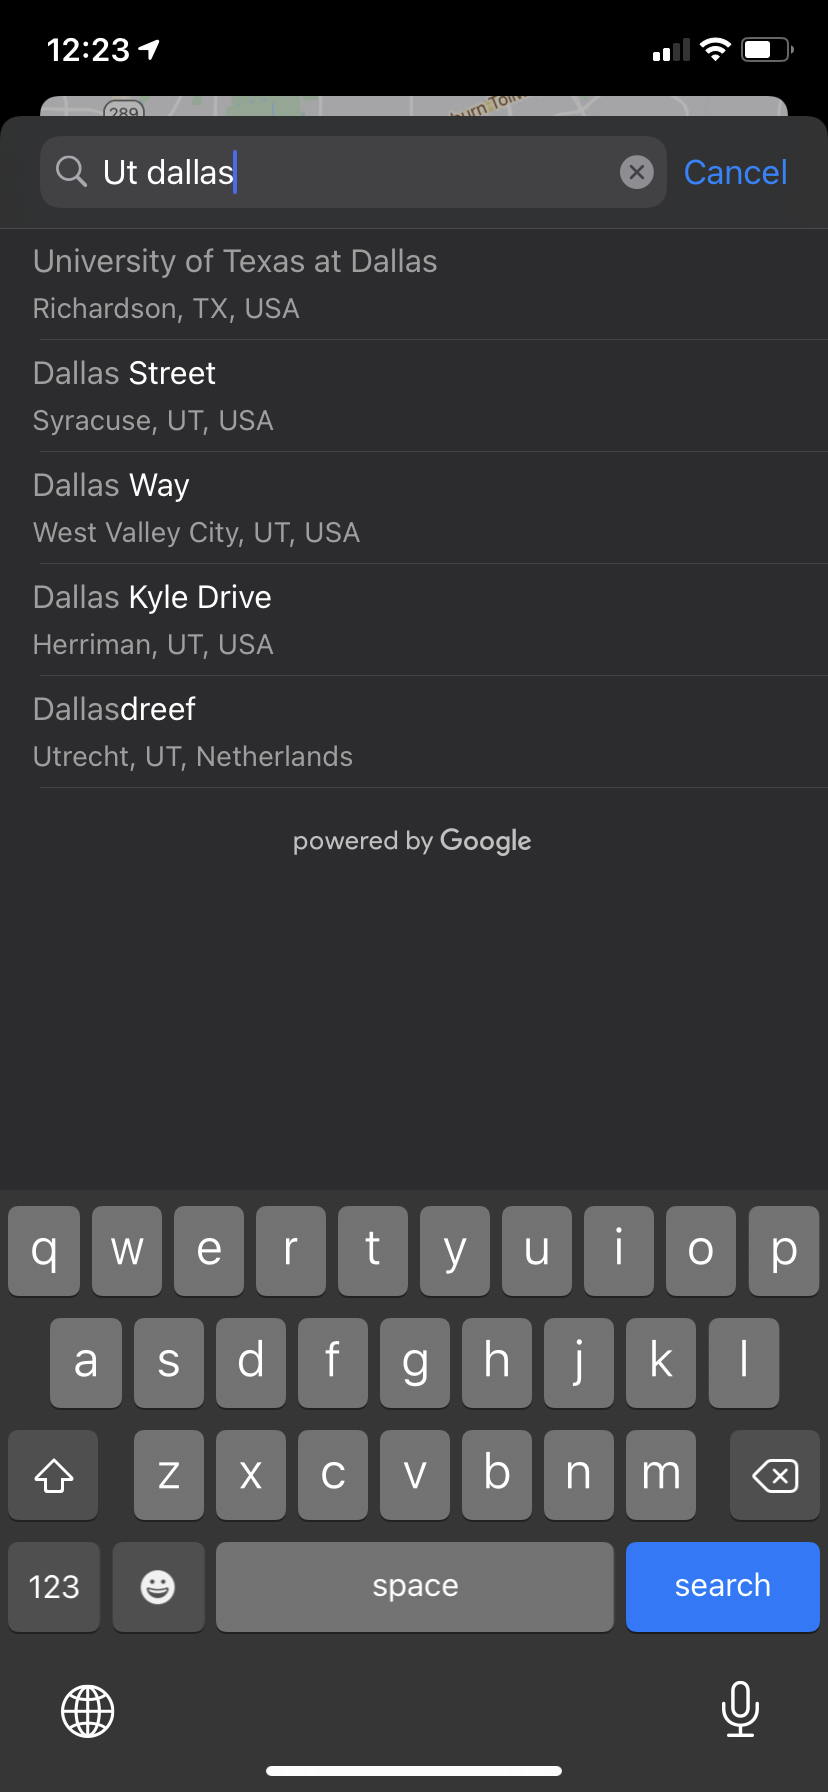 12:23
289
Ut dallas
Cancel
University of Texas at Dallas
Richardson, TX, USA
Dallas Street
Syracuse, UT, USA
Dallas Way
West Valley City, UT, USA
Dallas Kyle Drive
Herriman, UT, USA
Dallasdreef
Utrecht, UT, Netherlands
powered by Google
q w e r t y u i o p
a s d f g h j k l
z x c v b n m
123 space search